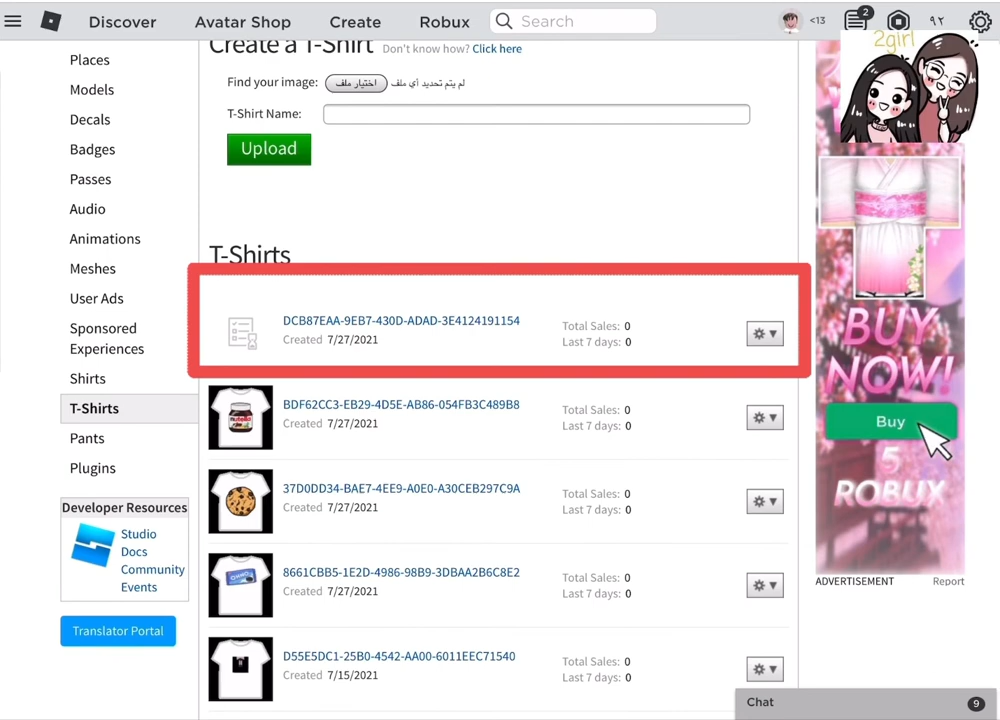 Discover Avatar Shop Create Robux Search <13 2 ٩٢
2girl
Places
Models
Decals
Badges
Passes
Audio
Animations
Meshes
User Ads
Sponsored
Experiences
Shirts
T-Shirts
Pants
Plugins
Developer Resources
Studio
Docs
Community
Events
Translator Portal
Create a T-Shirt Don't know how? Click here
Find your image: اختيار ملف لم يتم تحديد أي ملف
T-Shirt Name:
Upload
T-Shirts
DCB87EAA-9EB7-430D-ADAD-3E4124191154
Created 7/27/2021
Total Sales: 0
Last 7 days: 0
nutella
BDF62CC3-EB29-4D5E-AB86-054FB3C489B8
Created 7/27/2021
Total Sales: 0
Last 7 days: 0
37D0DD34-BAE7-4EE9-A0E0-A30CEB297C9A
Created 7/27/2021
Total Sales: 0
Last 7 days: 0
8661CBB5-1E2D-4986-98B9-3DBAA2B6C8E2
Created 7/27/2021
Total Sales: 0
Last 7 days: 0
D55E5DC1-25B0-4542-AA00-6011EEC71540
Created 7/15/2021
Total Sales: 0
Last 7 days: 0
BUY
NOW!
Buy
5
ROBUX
ADVERTISEMENT Report
Chat 9